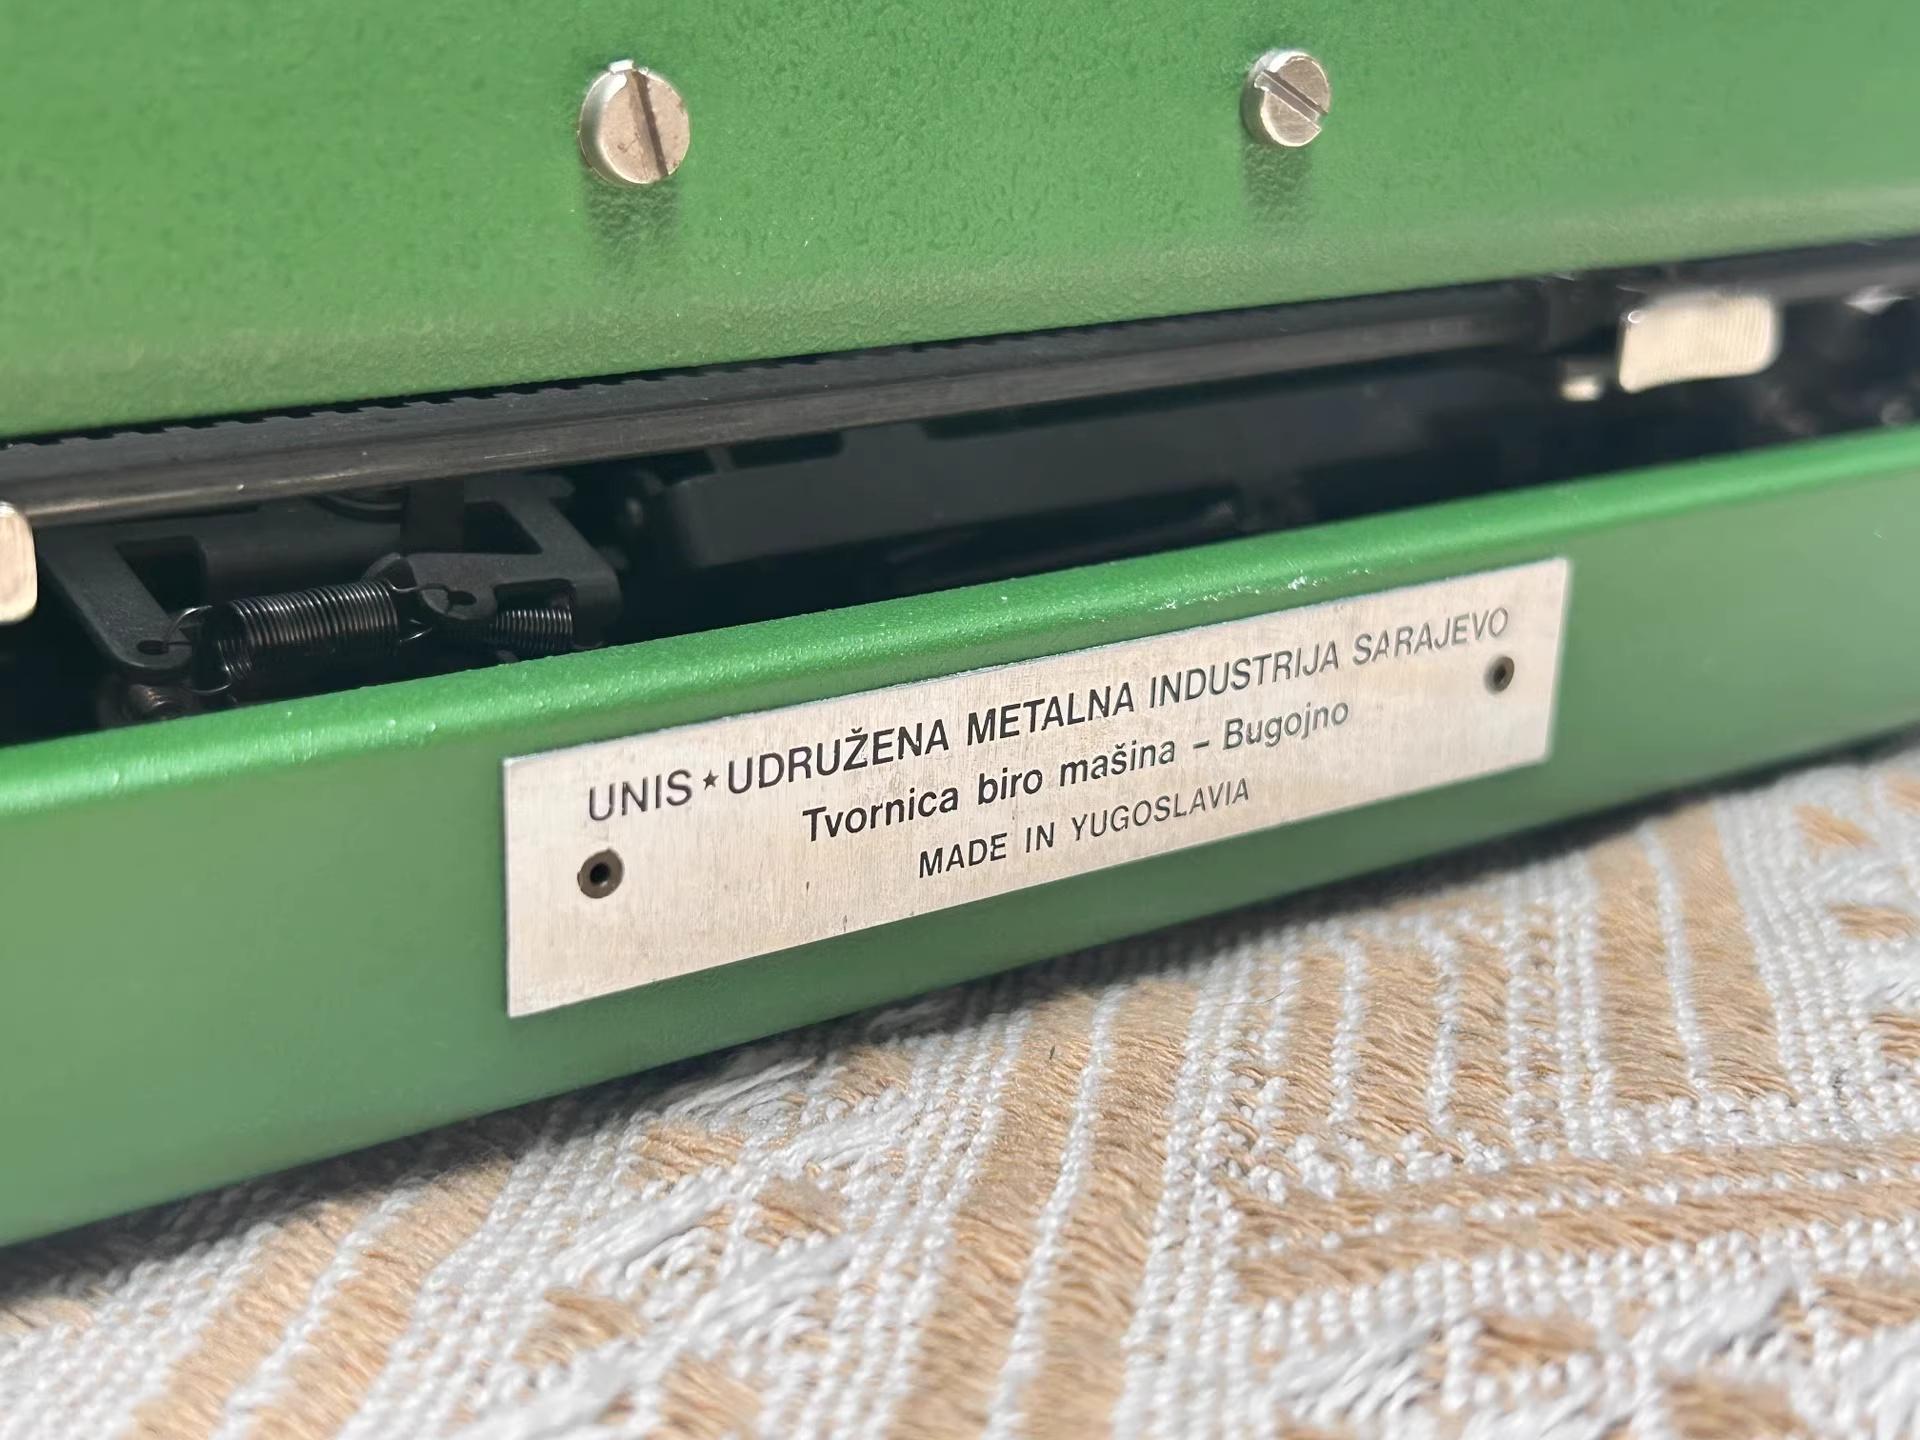 UNIS ★ UDRUŽENA METALNA INDUSTRIJA SARAJEVO
Tvornica biro mašina – Bugojno
MADE IN YUGOSLAVIA